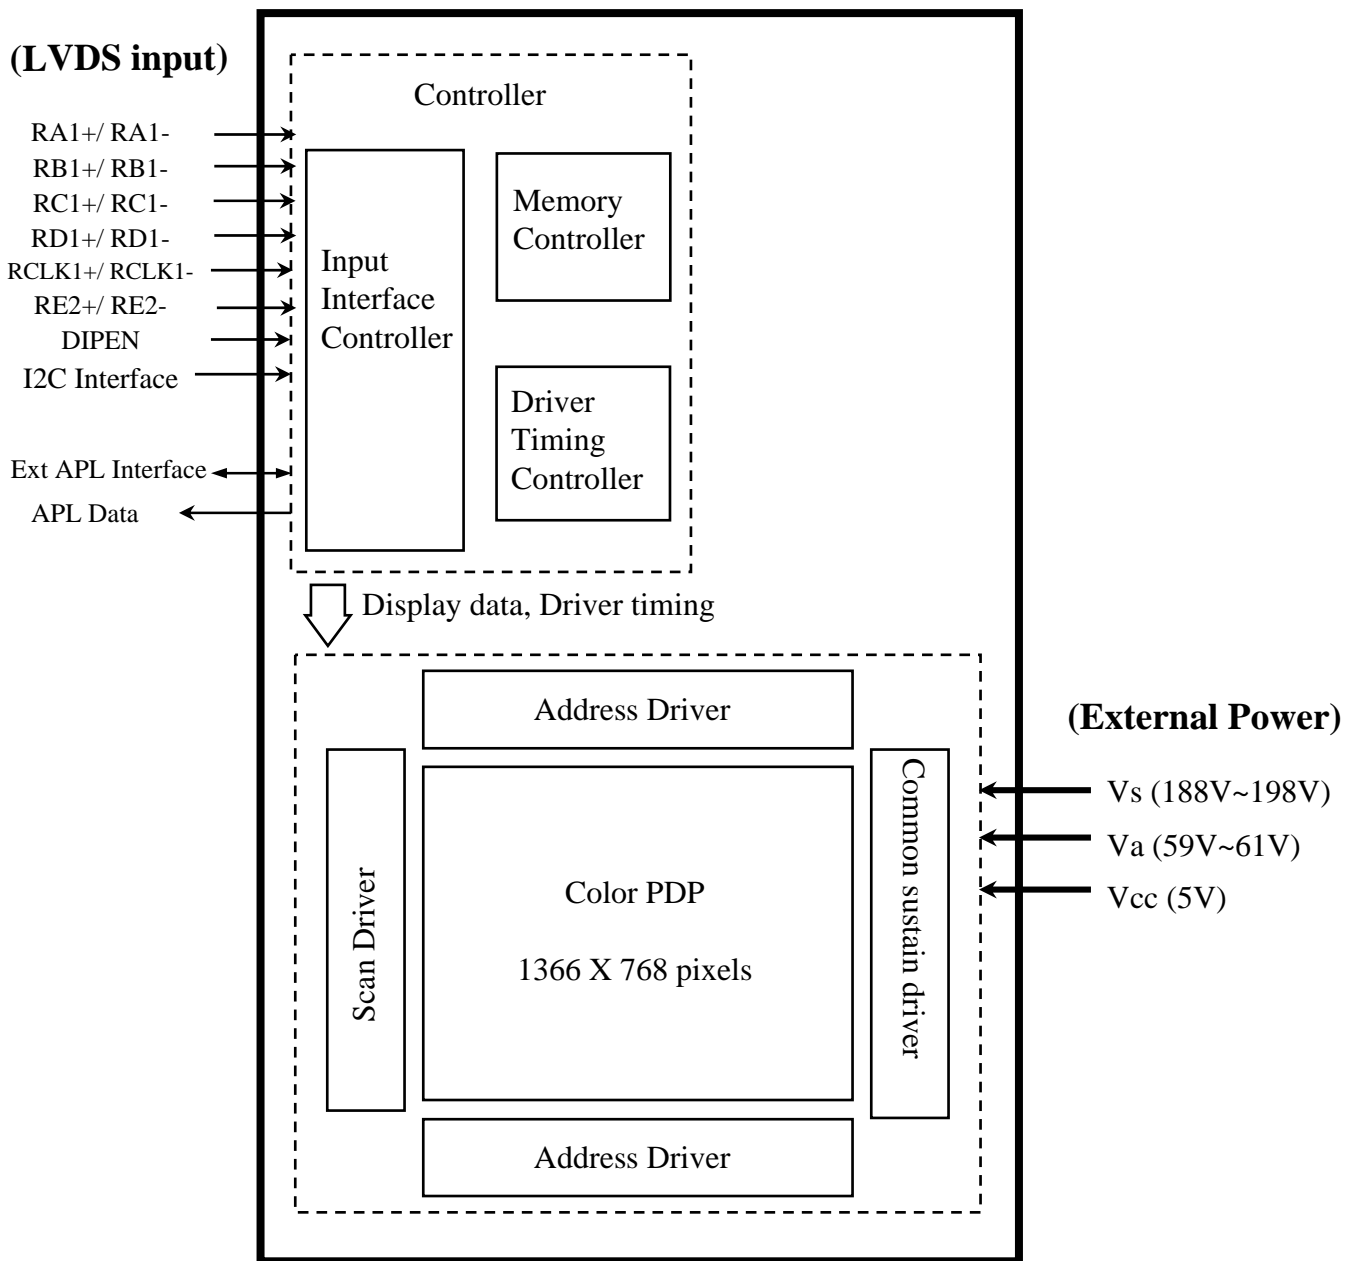 (LVDS input)
RA1+/ RA1-
RB1+/ RB1-
RC1+/ RC1-
RD1+/ RD1-
RCLK1+/ RCLK1-
RE2+/ RE2-
DIPEN
I2C Interface
Ext APL Interface
APL Data
Controller
Input
Interface
Controller
Memory
Controller
Driver
Timing
Controller
Display data, Driver timing
Address Driver
Scan Driver
Color PDP
1366 X 768 pixels
Common sustain driver
Address Driver
(External Power)
Vs (188V~198V)
Va (59V~61V)
Vcc (5V)